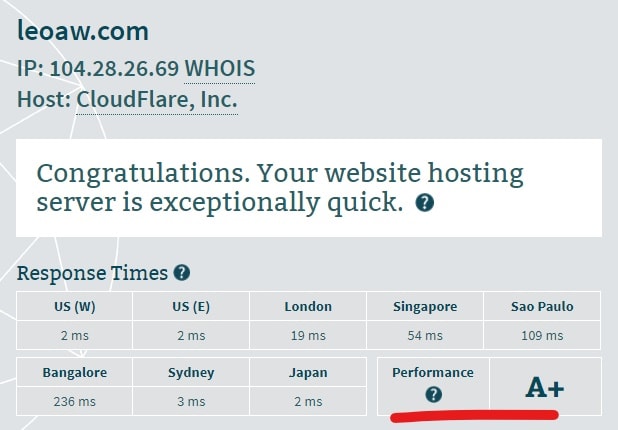 leoaw.com
IP: 104.28.26.69 WHOIS
Host: CloudFlare, Inc.
Congratulations. Your website hosting
server is exceptionally quick. ?
Response Times ?
US (W) US (E) London Singapore Sao Paulo
2 ms 2 ms 19 ms 54 ms 109 ms
Bangalore Sydney Japan Performance ? A+
236 ms 3 ms 2 ms